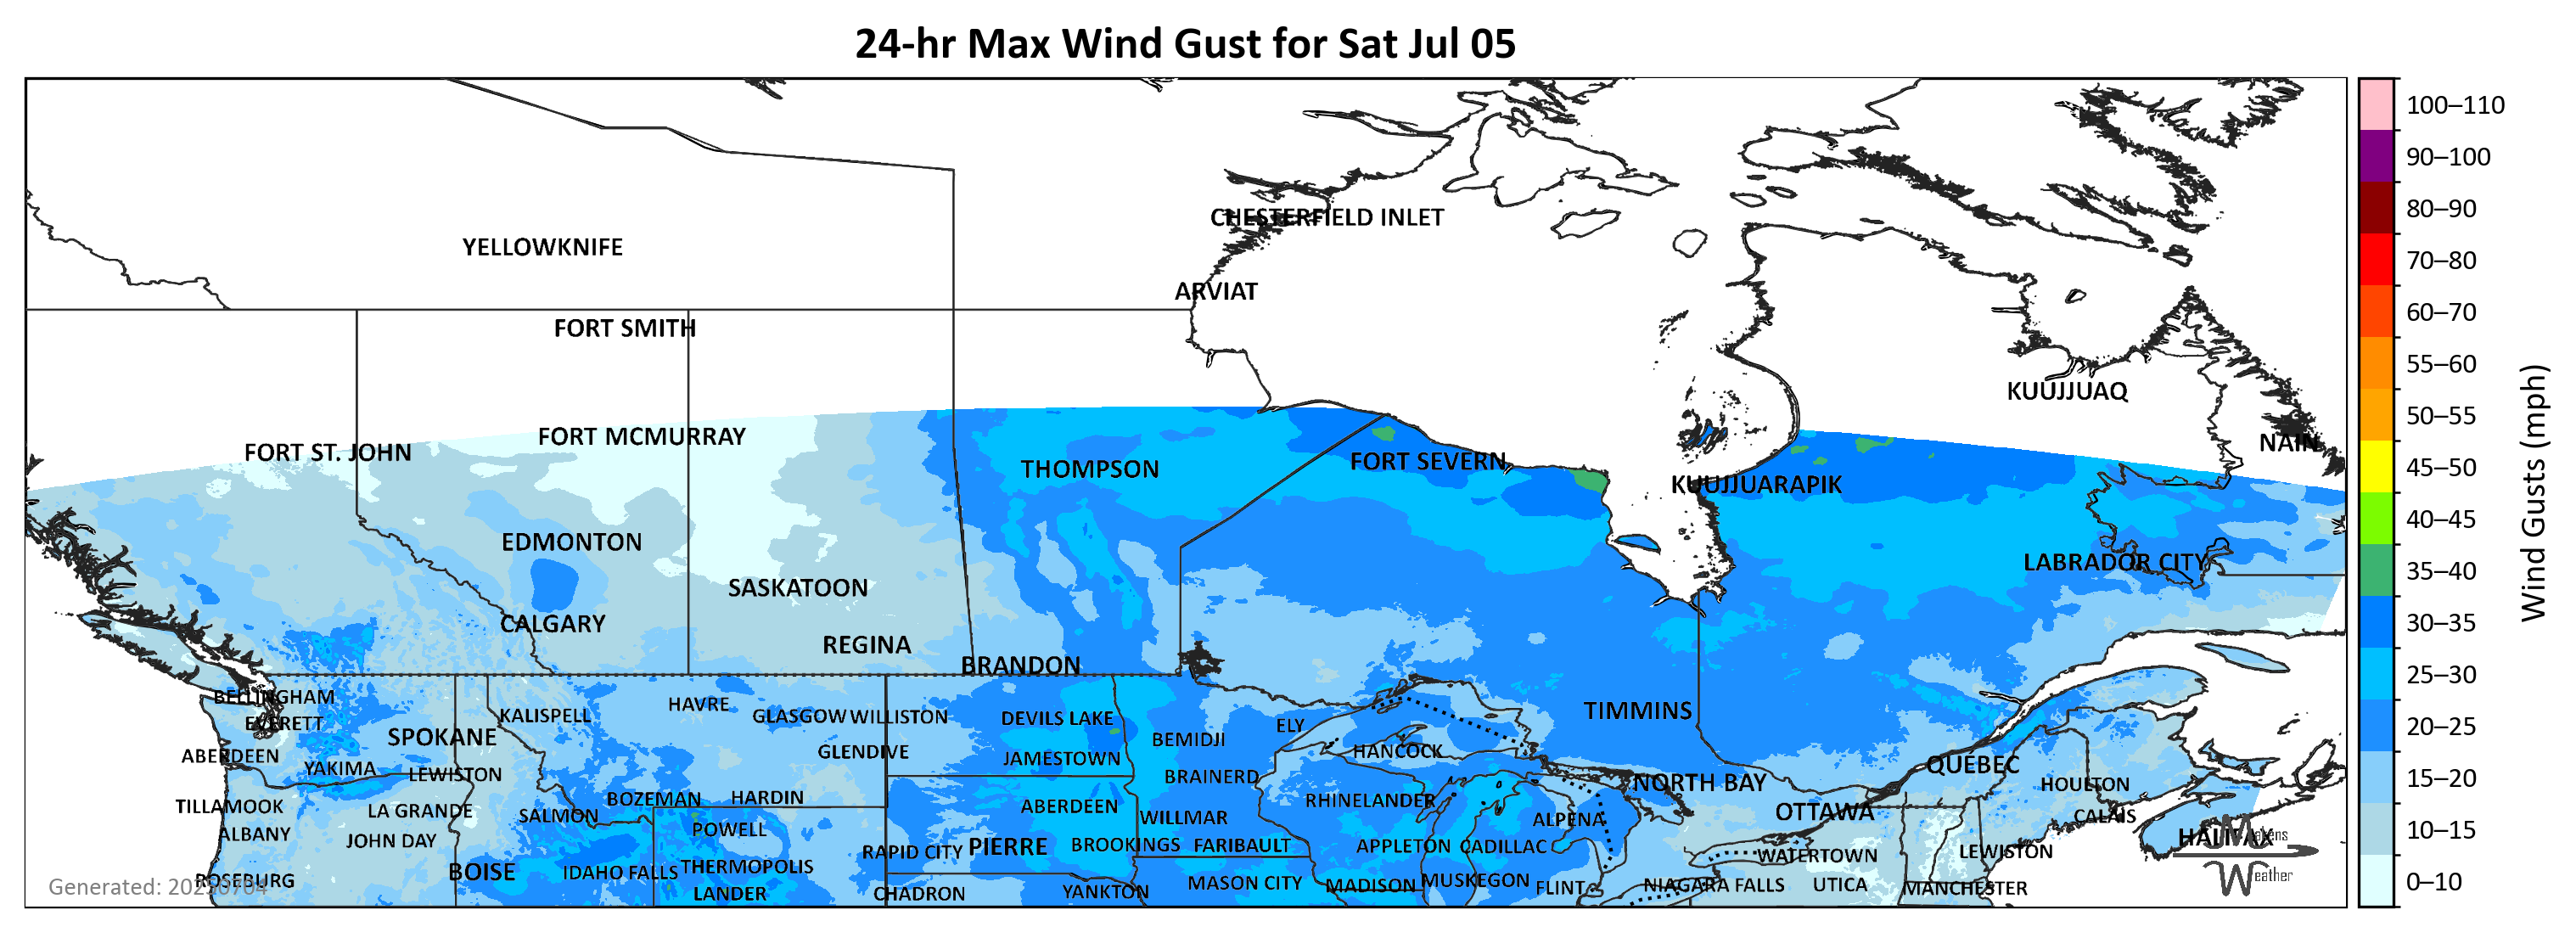 24-hr Max Wind Gust for Sat Jul 05
100–110
90–100
80–90
70–80
60–70
55–60
50–55
45–50
40–45
35–40
30–35
25–30
20–25
15–20
10–15
0–10
Wind Gusts (mph)
CHESTERFIELD INLET
YELLOWKNIFE
ARVIAT
FORT SMITH
KUUJJUAQ
FORT MCMURRAY
NAIN
FORT ST. JOHN
FORT SEVERN
THOMPSON
KUUJJUARAPIK
EDMONTON
LABRADOR CITY
SASKATOON
CALGARY
REGINA
BRANDON
BELLINGHAM
HAVRE
TIMMINS
KALISPELL
GLASGOW
WILLISTON
DEVILS LAKE
EVERETT
ELY
SPOKANE
BEMIDJI
GLENDIVE
HANCOCK
ABERDEEN
JAMESTOWN
QUÉBEC
YAKIMA
LEWISTON
BRAINERD
NORTH BAY
HOULTON
BOZEMAN
HARDIN
RHINELANDER
TILLAMOOK
LA GRANDE
ABERDEEN
SALMON
WILLMAR
OTTAWA
CALAIS
ALPENA
POWELL
ALBANY
HALIFAX
JOHN DAY
BROOKINGS
FARIBAULT
APPLETON
CADILLAC
PIERRE
RAPID CITY
LEWISTON
WATERTOWN
THERMOPOLIS
BOISE
IDAHO FALLS
ROSEBURG
MUSKEGON
MASON CITY
MADISON
NIAGARA FALLS
UTICA
FLINT
MANCHESTER
LANDER
CHADRON
YANKTON
Generated: 20250704
Makens
Weather